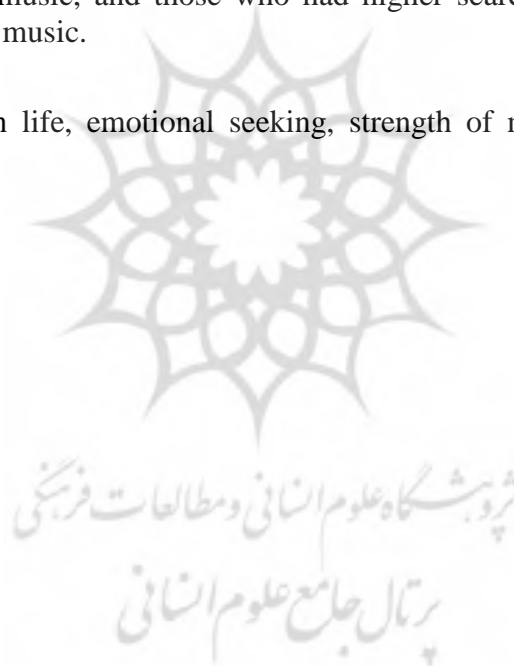 music, and those who had higher sear
music.
life, emotional seeking, strength of
پژوهشگاه علوم انسانی و مطالعات فرهنگی
پرتال جامع علوم انسانی